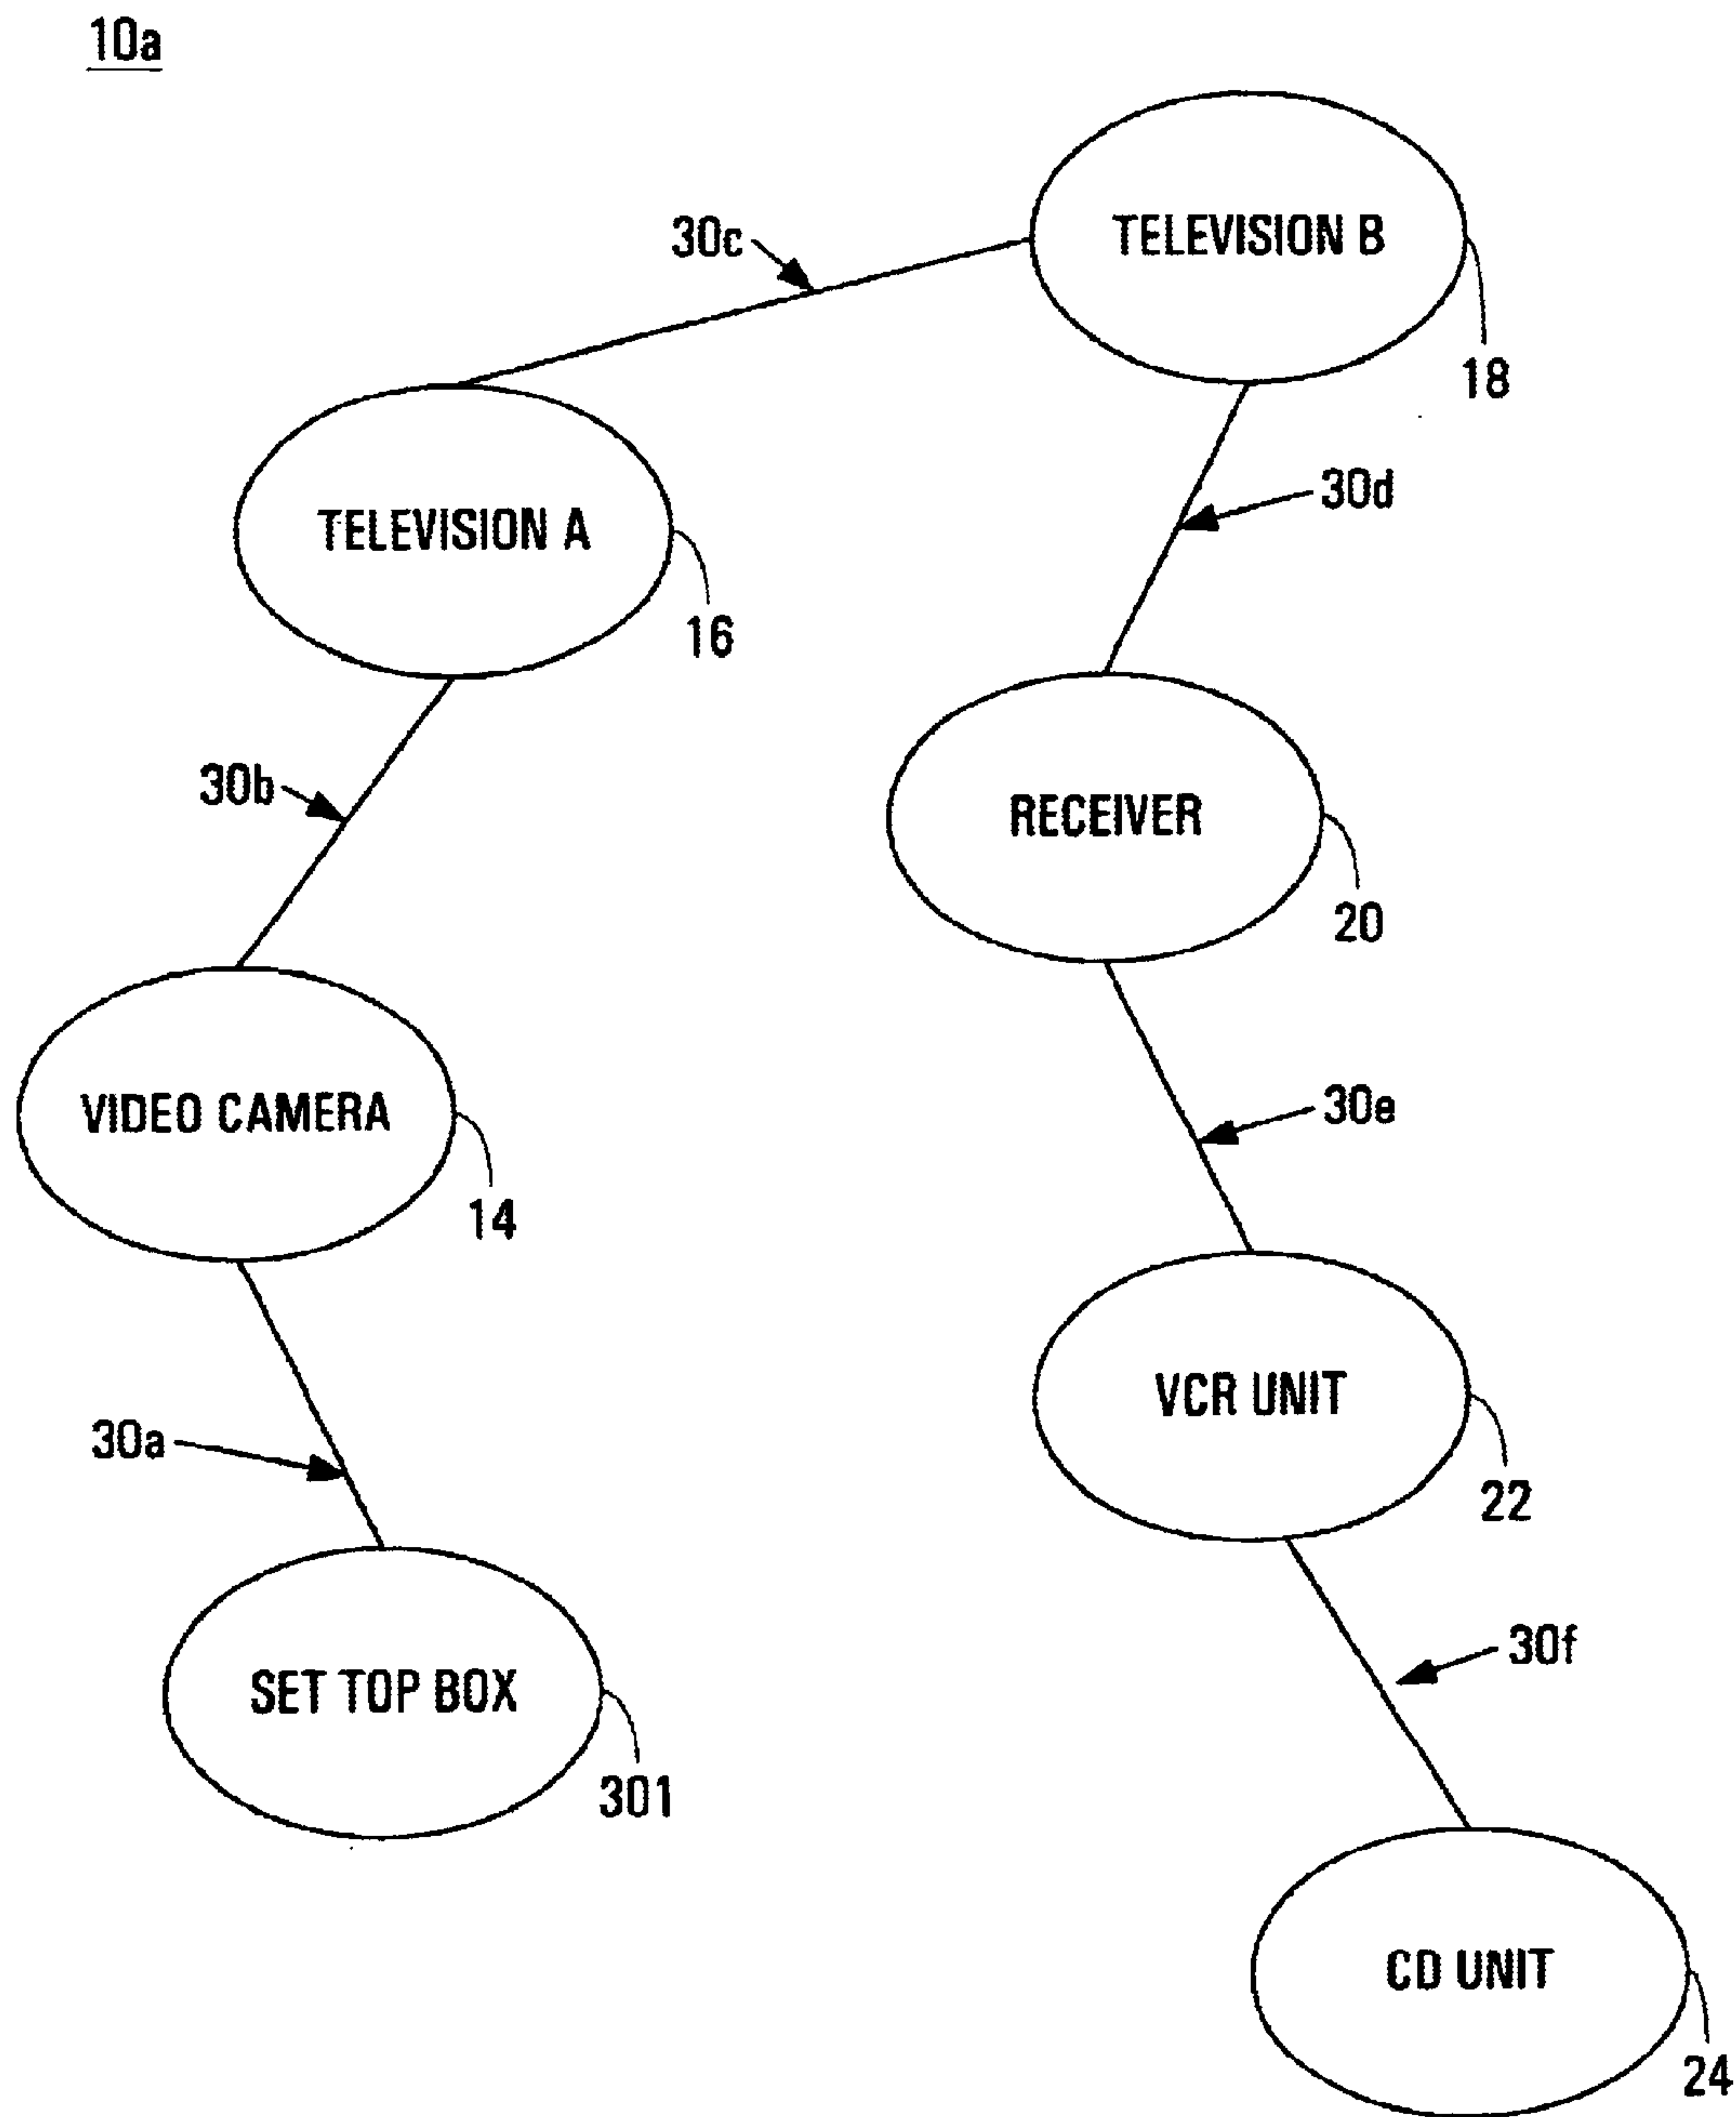 10a
TELEVISION B
30c
18
30d
TELEVISION A
16
30b
RECEIVER
20
VIDEO CAMERA
30e
14
VCR UNIT
30a
22
30f
SET TOP BOX
301
CD UNIT
24